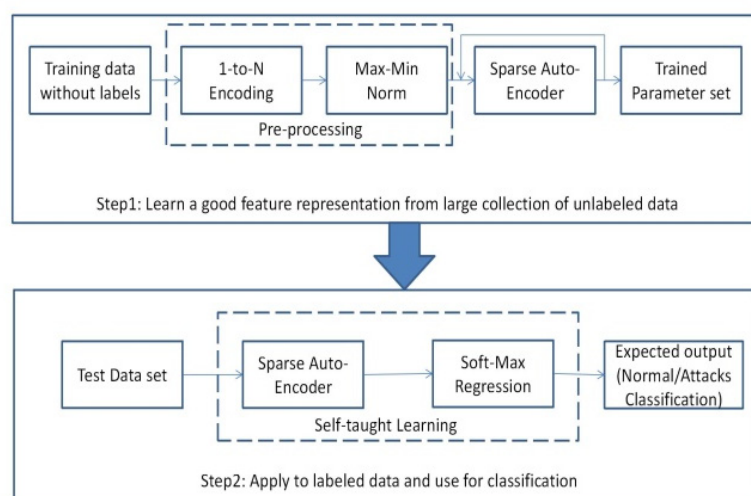 Training data
without labels
1-to-N
Encoding
Max-Min
Norm
Sparse Auto-
Encoder
Trained
Parameter set
Pre-processing
Step1: Learn a good feature representation from large collection of unlabeled data
Test Data set
Sparse Auto-
Encoder
Soft-Max
Regression
Expected output
(Normal/Attacks
Classification)
Self-taught Learning
Step2: Apply to labeled data and use for classification